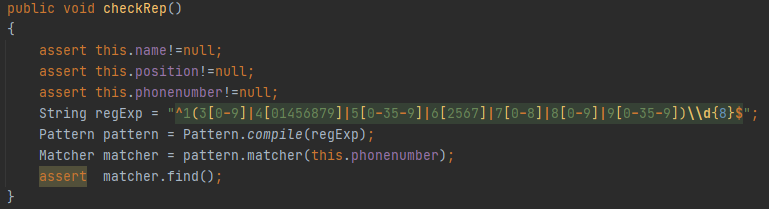 public void checkRep()
{
    assert this.name!=null;
    assert this.position!=null;
    assert this.phonenumber!=null;
    String regExp = "^1(3[0-9]|4[01456879]|5[0-35-9]|6[2567]|7[0-8]|8[0-9]|9[0-35-9])\\d{8}$";
    Pattern pattern = Pattern.compile(regExp);
    Matcher matcher = pattern.matcher(this.phonenumber);
    assert  matcher.find();
}